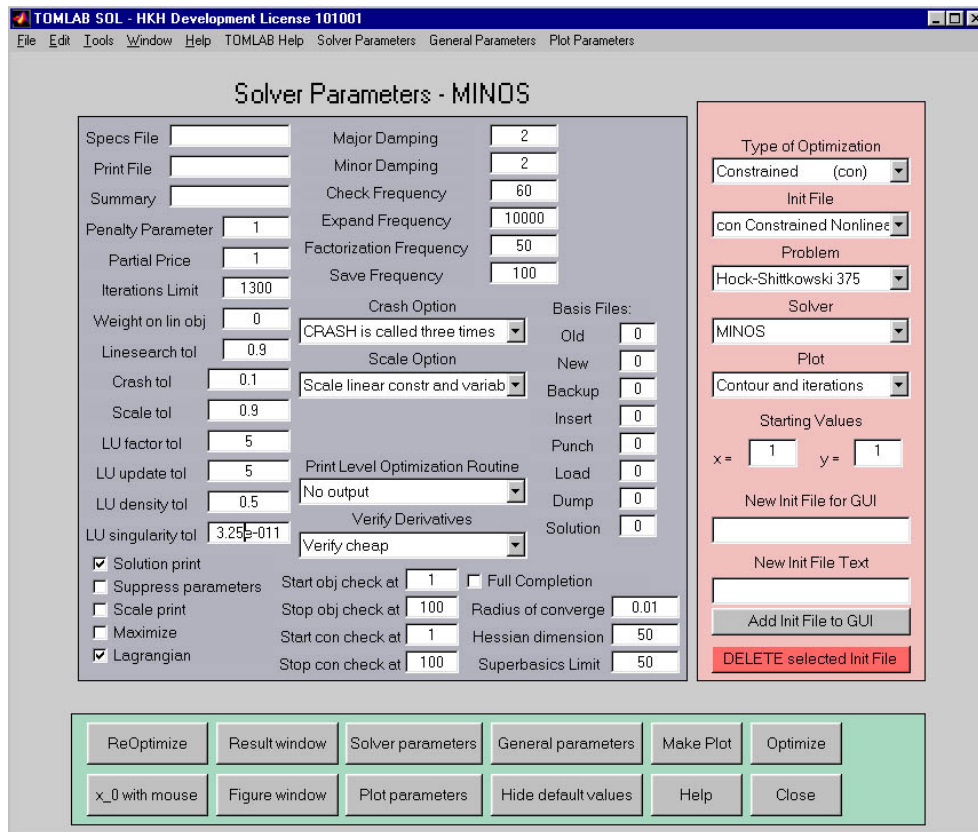 TOMLAB SOL - HKH Development License 101001
File Edit Tools Window Help TOMLAB Help Solver Parameters General Parameters Plot Parameters
Solver Parameters - MINOS
Specs File
Print File
Summary
Penalty Parameter 1
Partial Price 1
Iterations Limit 1300
Weight on lin obj 0
Linesearch tol 0.9
Crash tol 0.1
Scale tol 0.9
LU factor tol 5
LU update tol 5
LU density tol 0.5
LU singularity tol 3.25e-011
Solution print
Suppress parameters
Scale print
Maximize
Lagrangian
Major Damping 2
Minor Damping 2
Check Frequency 60
Expand Frequency 10000
Factorization Frequency 50
Save Frequency 100
Crash Option
CRASH is called three times
Scale Option
Scale linear constr and variab
Print Level Optimization Routine
No output
Verify Derivatives
Verify cheap
Basis Files:
Old 0
New 0
Backup 0
Insert 0
Punch 0
Load 0
Dump 0
Solution 0
Start obj check at 1
Stop obj check at 100
Start con check at 1
Stop con check at 100
Full Completion
Radius of converge 0.01
Hessian dimension 50
Superbasics Limit 50
Type of Optimization
Constrained (con)
Init File
con Constrained Nonlinea
Problem
Hock-Shittkowski 375
Solver
MINOS
Plot
Contour and iterations
Starting Values
x = 1 y = 1
New Init File for GUI
New Init File Text
Add Init File to GUI
DELETE selected Init File
ReOptimize Result window Solver parameters General parameters Make Plot Optimize
x_0 with mouse Figure window Plot parameters Hide default values Help Close